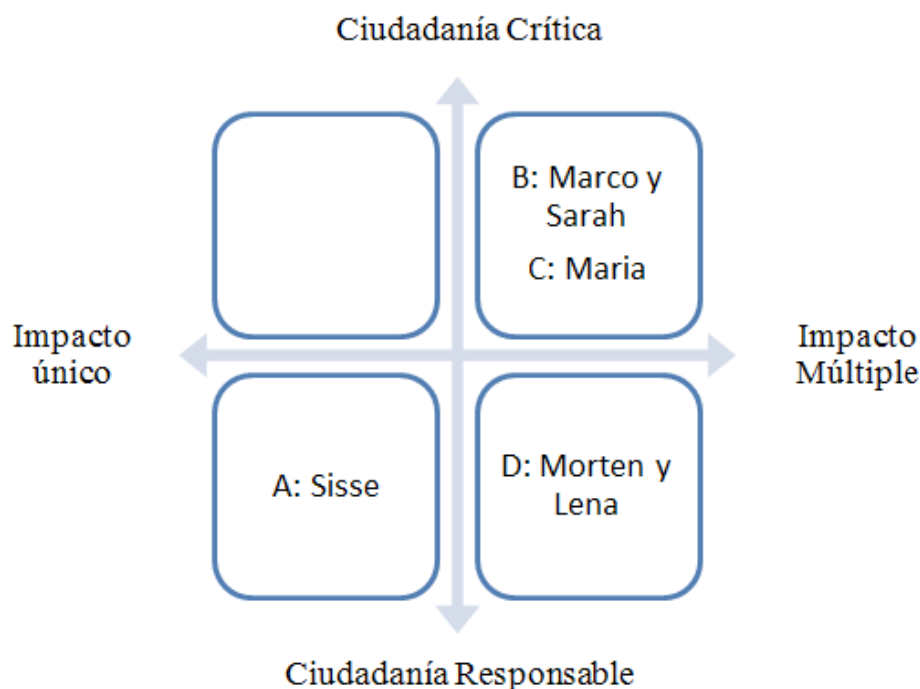 Ciudadanía Crítica
B: Marco y
Sarah
C: Maria
Impacto
único
Impacto
Múltiple
A: Sisse
D: Morten y
Lena
Ciudadanía Responsable